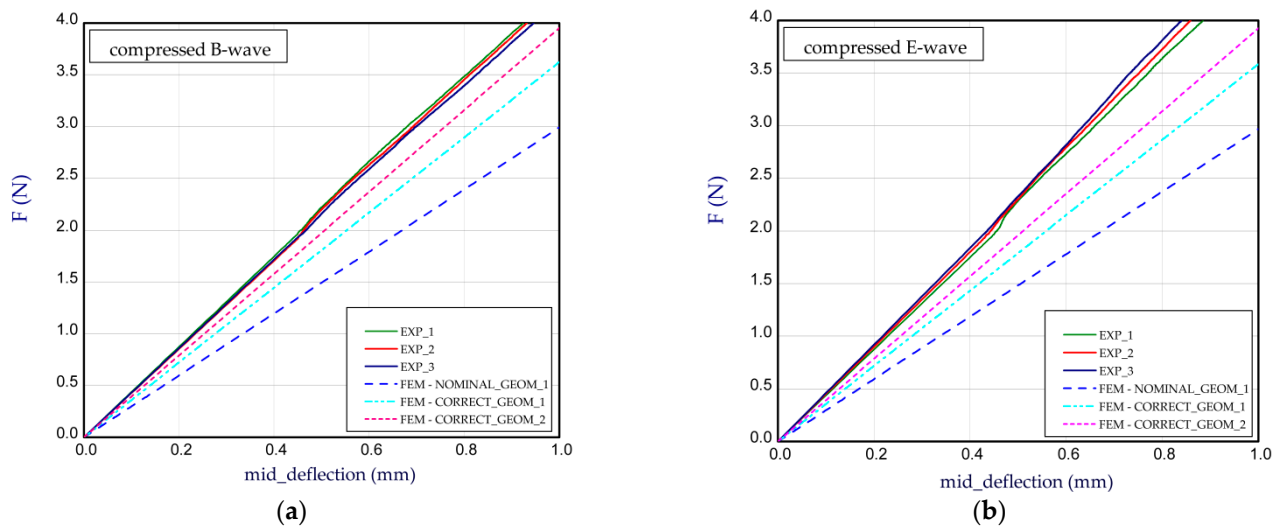 compressed B-wave
F (N)
4.0
3.5
3.0
2.5
2.0
1.5
1.0
0.5
0.0
0.0 0.2 0.4 0.6 0.8 1.0
mid_deflection (mm)
EXP_1
EXP_2
EXP_3
FEM - NOMINAL_GEOM_1
FEM - CORRECT_GEOM_1
FEM - CORRECT_GEOM_2
(a)
compressed E-wave
F (N)
4.0
3.5
3.0
2.5
2.0
1.5
1.0
0.5
0.0
0.0 0.2 0.4 0.6 0.8 1.0
mid_deflection (mm)
EXP_1
EXP_2
EXP_3
FEM - NOMINAL_GEOM_1
FEM - CORRECT_GEOM_1
FEM - CORRECT_GEOM_2
(b)